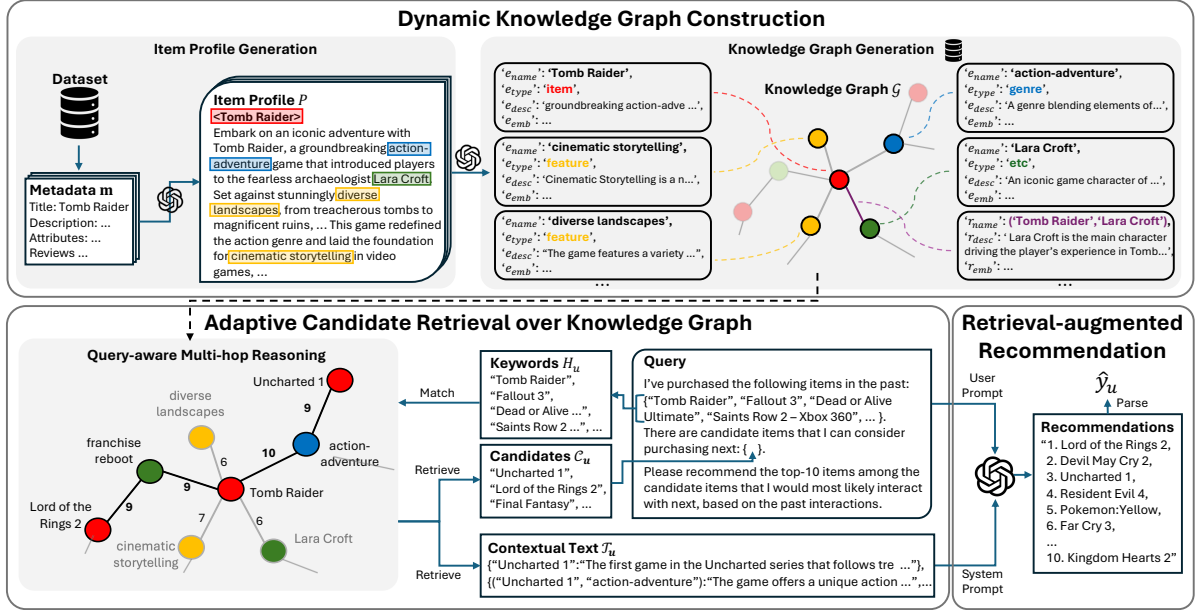 Dynamic Knowledge Graph Construction
Item Profile Generation
Dataset
Metadata m
Title: Tomb Raider
Description: ...
Attributes: ...
Reviews ...
Item Profile P
<Tomb Raider>
Embark on an iconic adventure with
Tomb Raider, a groundbreaking action-
adventure game that introduced players
to the fearless archaeologist Lara Croft.
Set against stunningly diverse
landscapes, from treacherous tombs to
magnificent ruins, ... This game redefined
the action genre and laid the foundation
for cinematic storytelling in video
games, ...
Knowledge Graph Generation
'e_name': 'Tomb Raider',
'e_type': 'item',
'e_desc': 'groundbreaking action-adve ...',
'e_emb': ...
'e_name': 'cinematic storytelling',
'e_type': 'feature',
'e_desc': 'Cinematic Storytelling is a n...',
'e_emb': ...
'e_name': 'diverse landscapes',
'e_type': 'feature',
'e_desc': "The game features a variety ...",
'e_emb': ...
...
Knowledge Graph 𝒢
'e_name': 'action-adventure',
'e_type': 'genre',
'e_desc': 'A genre blending elements of...',
'e_emb': ...
'e_name': 'Lara Croft',
'e_type': 'etc',
'e_desc': 'An iconic game character of ...',
'e_emb': ...
'r_name': ('Tomb Raider','Lara Croft'),
'r_desc': ' Lara Croft is the main character
driving the player's experience in Tomb...',
'r_emb': ...
...
Adaptive Candidate Retrieval over Knowledge Graph
Query-aware Multi-hop Reasoning
Uncharted 1
9
diverse
landscapes
franchise
reboot
10
action-
adventure
6
9
Tomb Raider
9
Lord of the
Rings 2
7
6
cinematic
storytelling
Lara Croft
Match
Retrieve
Retrieve
Keywords H_u
"Tomb Raider",
"Fallout 3",
"Dead or Alive ...",
"Saints Row 2 ...", ...
Candidates 𝒞_u
"Uncharted 1",
"Lord of the Rings 2",
"Final Fantasy", ...
Query
I've purchased the following items in the past:
{"Tomb Raider", "Fallout 3", "Dead or Alive
Ultimate", "Saints Row 2 – Xbox 360", ... }.
There are candidate items that I can consider
purchasing next: { }.
Please recommend the top-10 items among the
candidate items that I would most likely interact
with next, based on the past interactions.
Contextual Text 𝒯_u
{"Uncharted 1":"The first game in the Uncharted series that follows tre ..."},
{("Uncharted 1", "action-adventure"):"The game offers a unique action ...",...
Retrieval-augmented
Recommendation
User
Prompt
System
Prompt
ŷ_u
Parse
Recommendations
"1. Lord of the Rings 2,
2. Devil May Cry 2,
3. Uncharted 1,
4. Resident Evil 4,
5. Pokemon:Yellow,
6. Far Cry 3,
...
10. Kingdom Hearts 2"